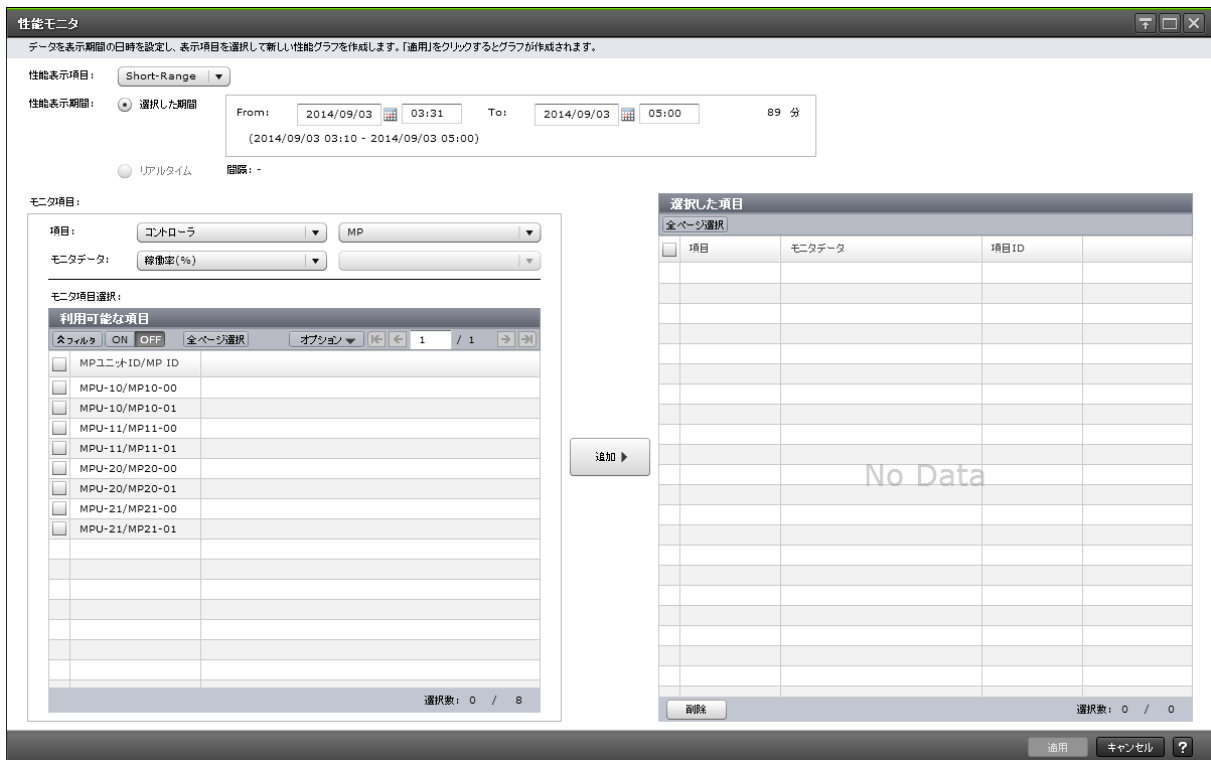 性能モニタ
データを表示期間の日時を設定し、表示項目を選択して新しい性能グラフを作成します。「適用」をクリックするとグラフが作成されます。
性能表示項目: Short-Range
性能表示期間: 選択した期間
From: 2014/09/03 03:31 To: 2014/09/03 05:00 89 分
(2014/09/03 03:10 - 2014/09/03 05:00)
リアルタイム 間隔: -
モニタ項目:
項目: コントローラ MP
モニタデータ: 稼働率(%)
モニタ項目選択:
利用可能な項目
フィルタ ON OFF 全ページ選択 オプション 1 / 1
MPユニットID/MP ID
MPU-10/MP10-00
MPU-10/MP10-01
MPU-11/MP11-00
MPU-11/MP11-01
MPU-20/MP20-00
MPU-20/MP20-01
MPU-21/MP21-00
MPU-21/MP21-01
選択数: 0 / 8
追加
選択した項目
全ページ選択
項目 モニタデータ 項目ID
No Data
削除 選択数: 0 / 0
適用 キャンセル ?